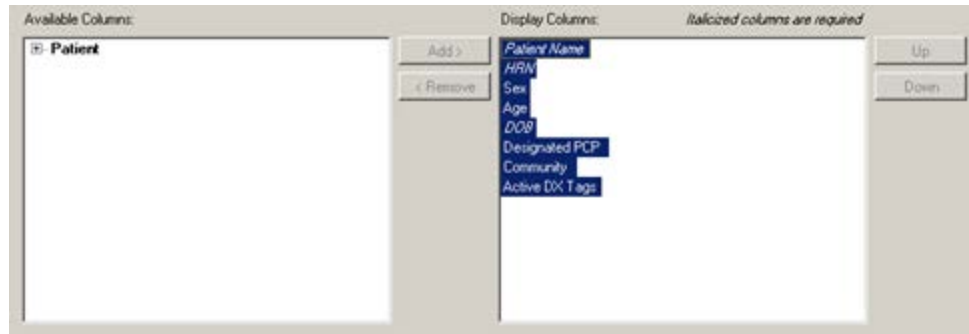 Available Columns:
Display Columns: Italicized columns are required
Patient
Add >
< Remove
Patient Name
HRN
Sex
Age
DOB
Designated PCP
Community
Active DX Tags
Up
Down